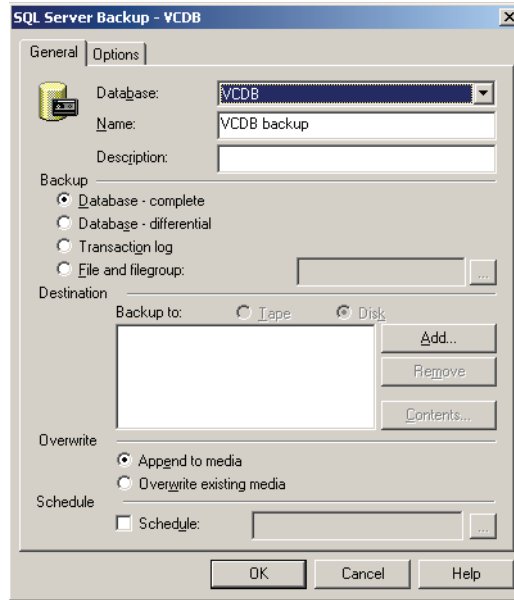 SQL Server Backup - VCDB
General
Options
Database:
VCDB
Name:
VCDB backup
Description:
Backup
Database - complete
Database - differential
Transaction log
File and filegroup:
...
Destination
Backup to:
Tape
Disk
Add...
Remove
Contents...
Overwrite
Append to media
Overwrite existing media
Schedule
Schedule:
...
OK
Cancel
Help